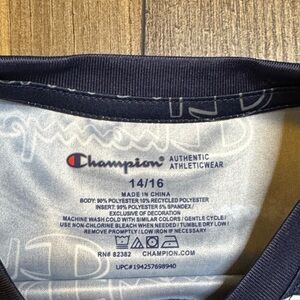 Champion® AUTHENTIC
ATHLETICWEAR
14/16
MADE IN CHINA
BODY: 90% POLYESTER 10% RECYCLED POLYESTER
INSERT: 90% POLYESTER 5% SPANDEX
EXCLUSIVE OF DECORATION
MACHINE WASH COLD WITH SIMILAR COLORS / GENTLE CYCLE/
USE NON-CHLORINE BLEACH WHEN NEEDED / TUMBLE DRY LOW /
REMOVE PROMPTLY / LOW IRON IF NECESSARY
RN# 82382 CHAMPION.COM
UPC#194257698940